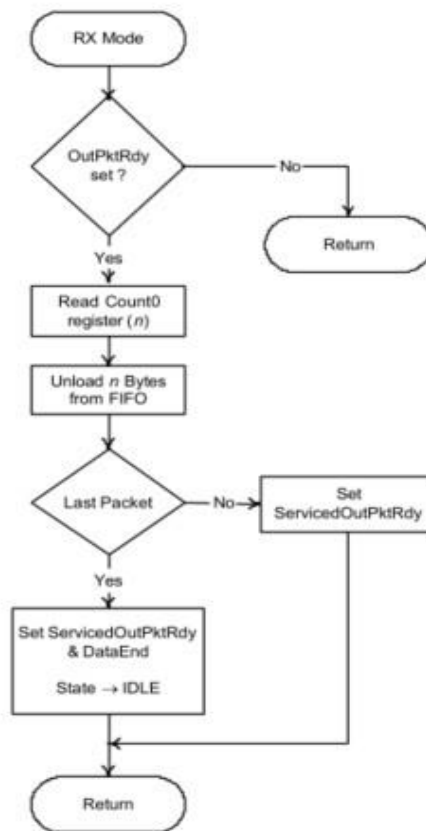 RX Mode
OutPktRdy
set ?
No
Return
Yes
Read Count0
register (n)
Unload n Bytes
from FIFO
Last Packet
No
Set
ServicedOutPktRdy
Yes
Set ServicedOutPktRdy
& DataEnd
State → IDLE
Return